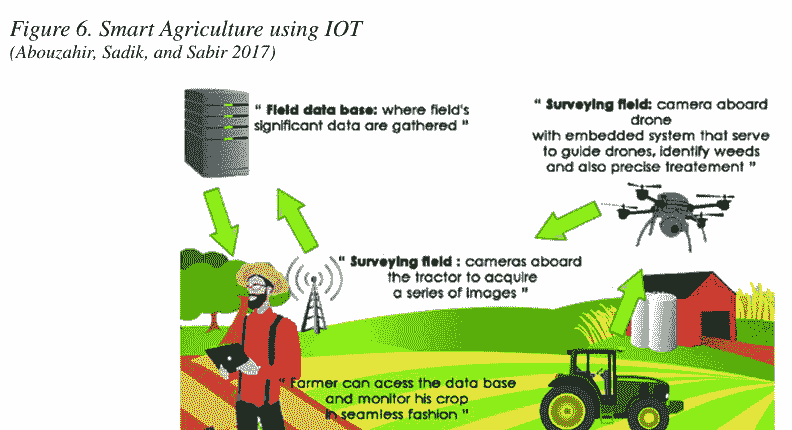 Figure 6. Smart Agriculture using IOT
(Abouzahir, Sadik, and Sabir 2017)
" Field data base: where field's
significant data are gathered "
" Surveying field: camera aboard
drone
with embedded system that serve
to guide drones, identify weeds
and also precise treatement "
" Surveying field : cameras aboard
the tractor to acquire
a series of images "
" Farmer can acess the data base
and monitor his crop
in seamless fashion "